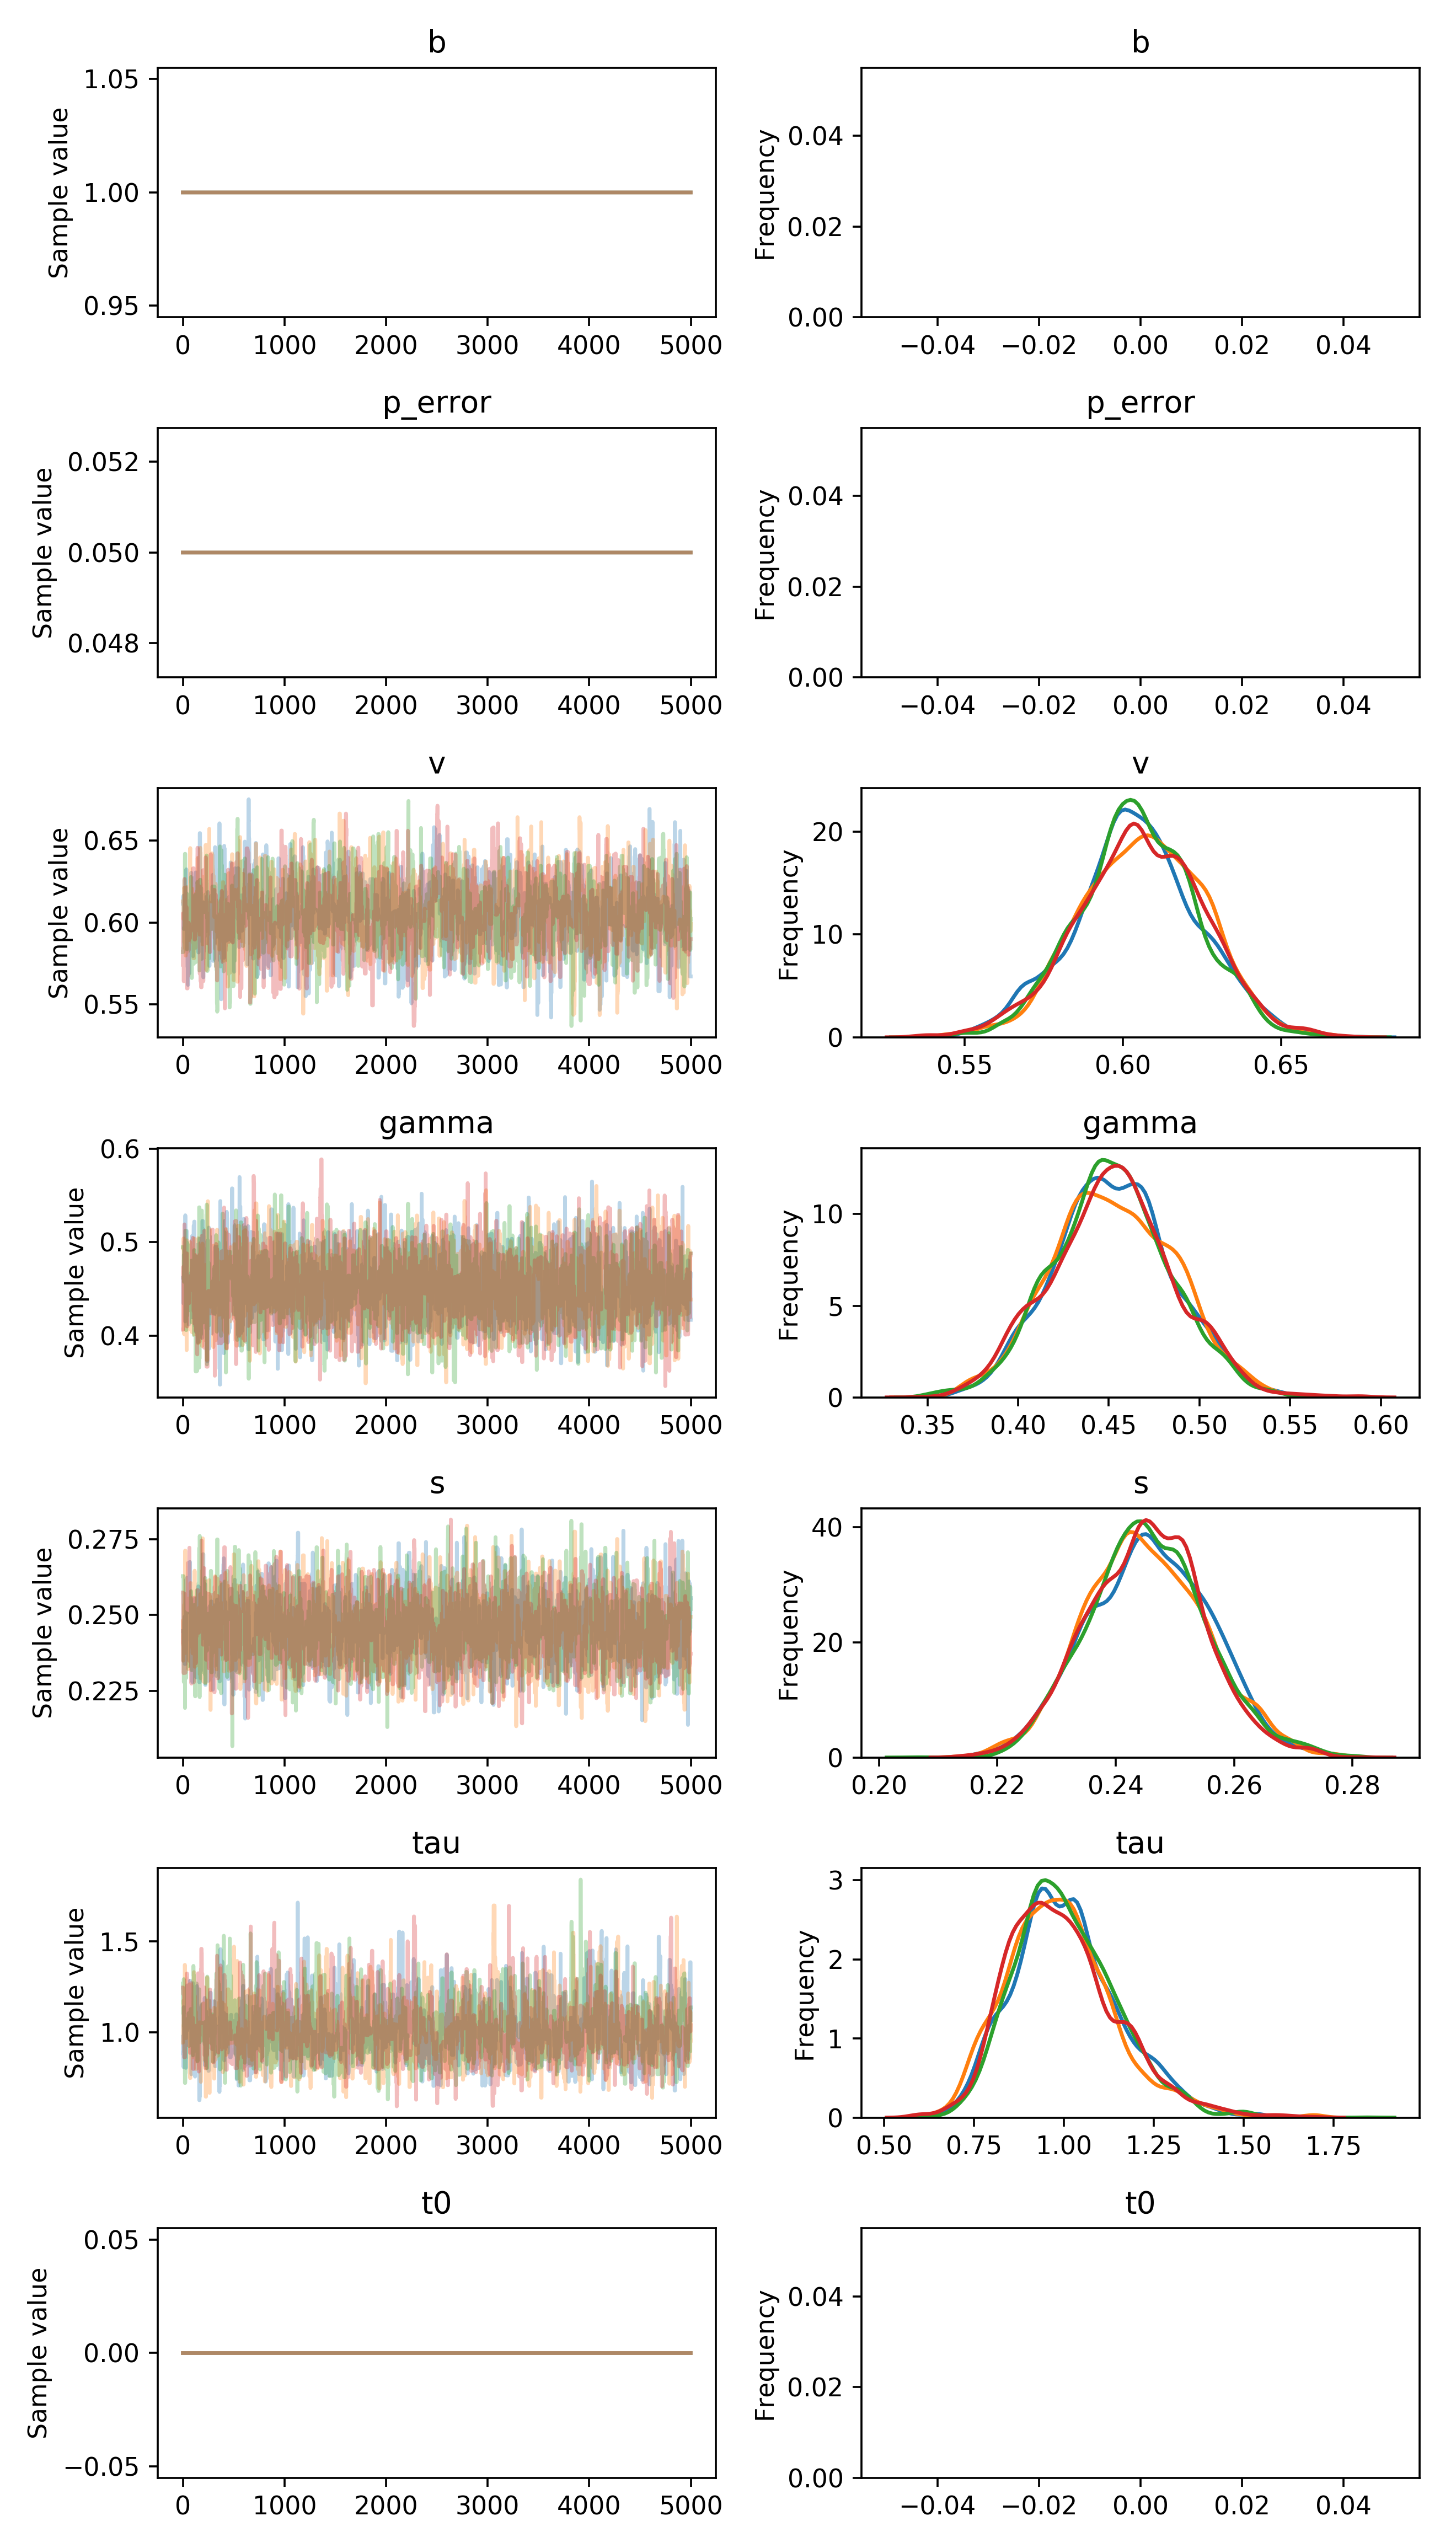 b
b
Sample value
1.05
1.00
0.95
0 1000 2000 3000 4000 5000
Frequency
0.04
0.02
0.00
−0.04 −0.02 0.00 0.02 0.04
p_error
p_error
Sample value
0.052
0.050
0.048
0 1000 2000 3000 4000 5000
Frequency
0.04
0.02
0.00
−0.04 −0.02 0.00 0.02 0.04
v
v
Sample value
0.65
0.60
0.55
0 1000 2000 3000 4000 5000
Frequency
20
10
0
0.55 0.60 0.65
gamma
gamma
Sample value
0.6
0.5
0.4
0 1000 2000 3000 4000 5000
Frequency
10
5
0
0.35 0.40 0.45 0.50 0.55 0.60
s
s
Sample value
0.275
0.250
0.225
0 1000 2000 3000 4000 5000
Frequency
40
20
0
0.20 0.22 0.24 0.26 0.28
tau
tau
Sample value
1.5
1.0
0 1000 2000 3000 4000 5000
Frequency
3
2
1
0
0.50 0.75 1.00 1.25 1.50 1.75
t0
t0
Sample value
0.05
0.00
−0.05
0 1000 2000 3000 4000 5000
Frequency
0.04
0.02
0.00
−0.04 −0.02 0.00 0.02 0.04